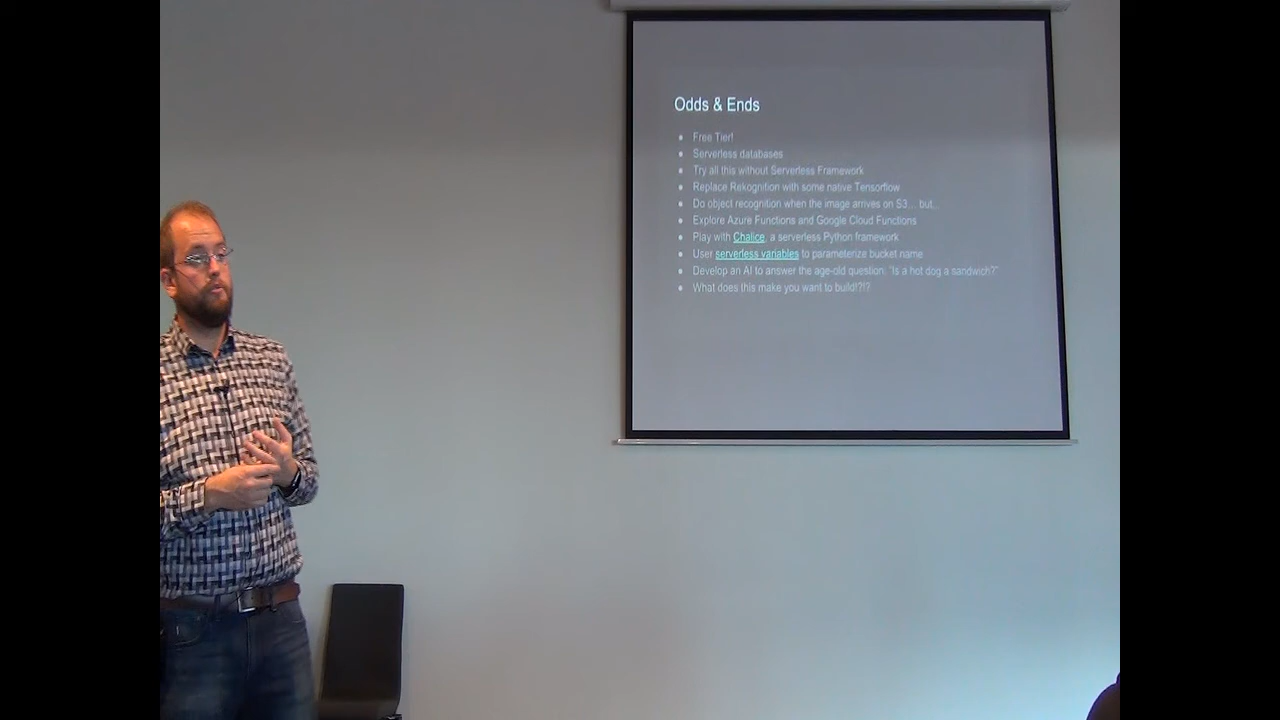 Odds & Ends
● Free Tier!
● Serverless databases
● Try all this without Serverless Framework
● Replace Rekognition with some native Tensorflow
● Do object recognition when the image arrives on S3... but..
● Explore Azure Functions and Google Cloud Functions
● Play with Chalice, a serverless Python framework
● User serverless variables to parameterize bucket name
● Develop an AI to answer the age-old question, "Is a hot dog a sandwich?"
● What does this make you want to build!?!?